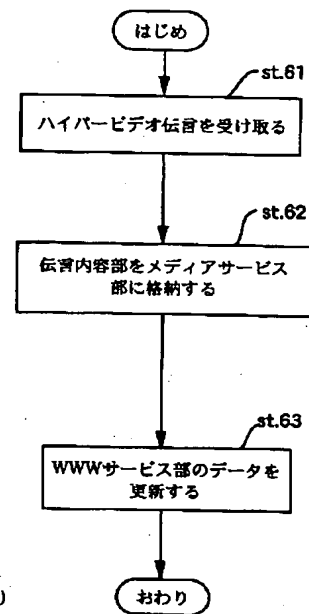 はじめ
st.61
ハイパービデオ伝言を受け取る
st.62
伝言内容部をメディアサービス
部に格納する
st.63
WWWサービス部のデータを
更新する
おわり